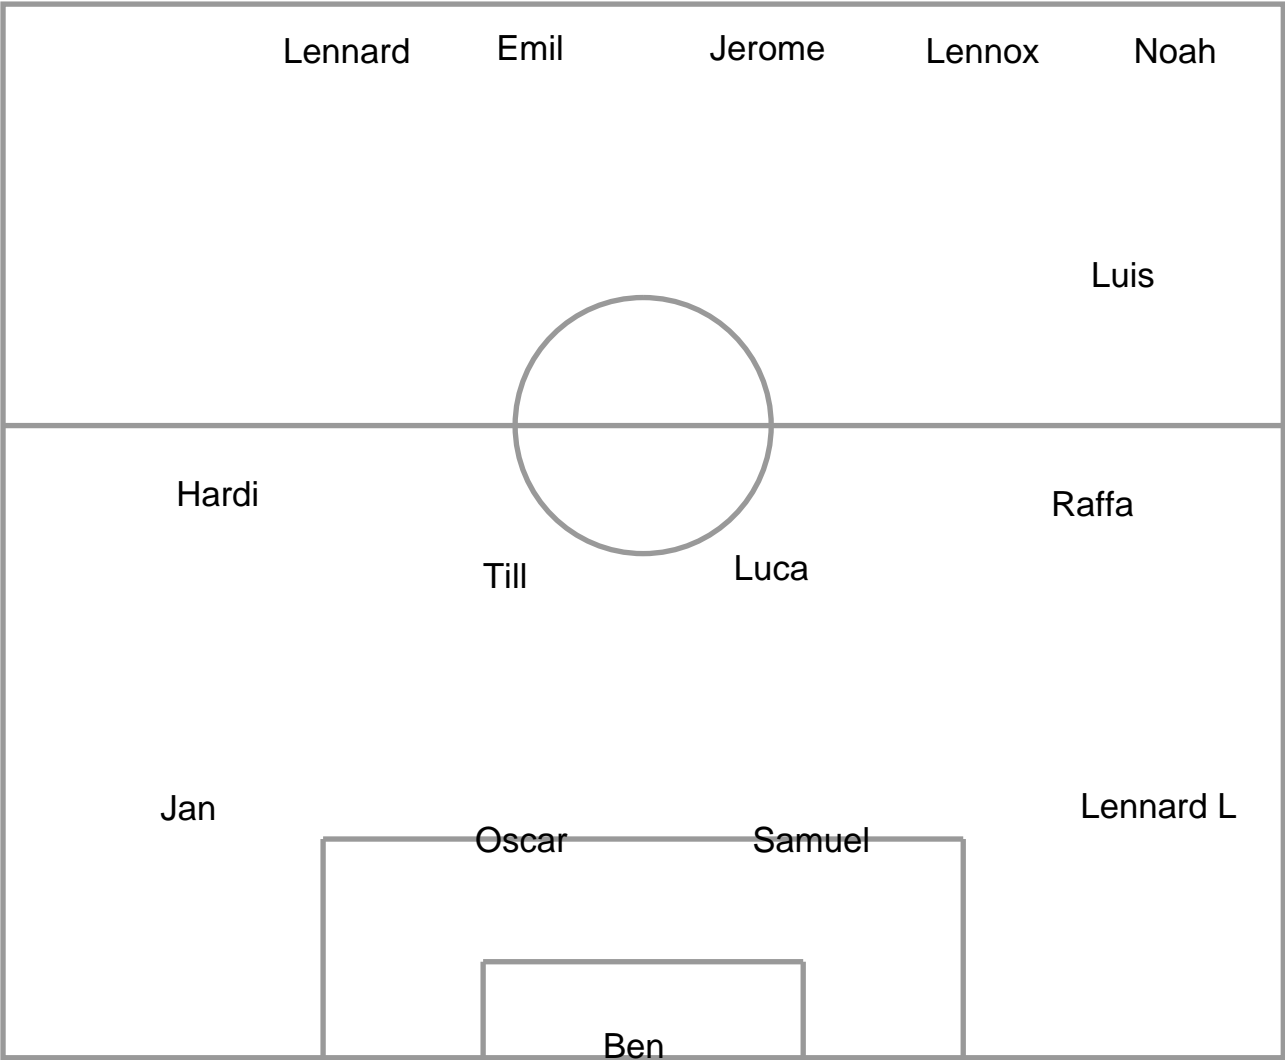 Lennard Emil Jerome Lennox Noah
Luis
Hardi Raffa
Till Luca
Jan Lennard L
Oscar Samuel
Ben